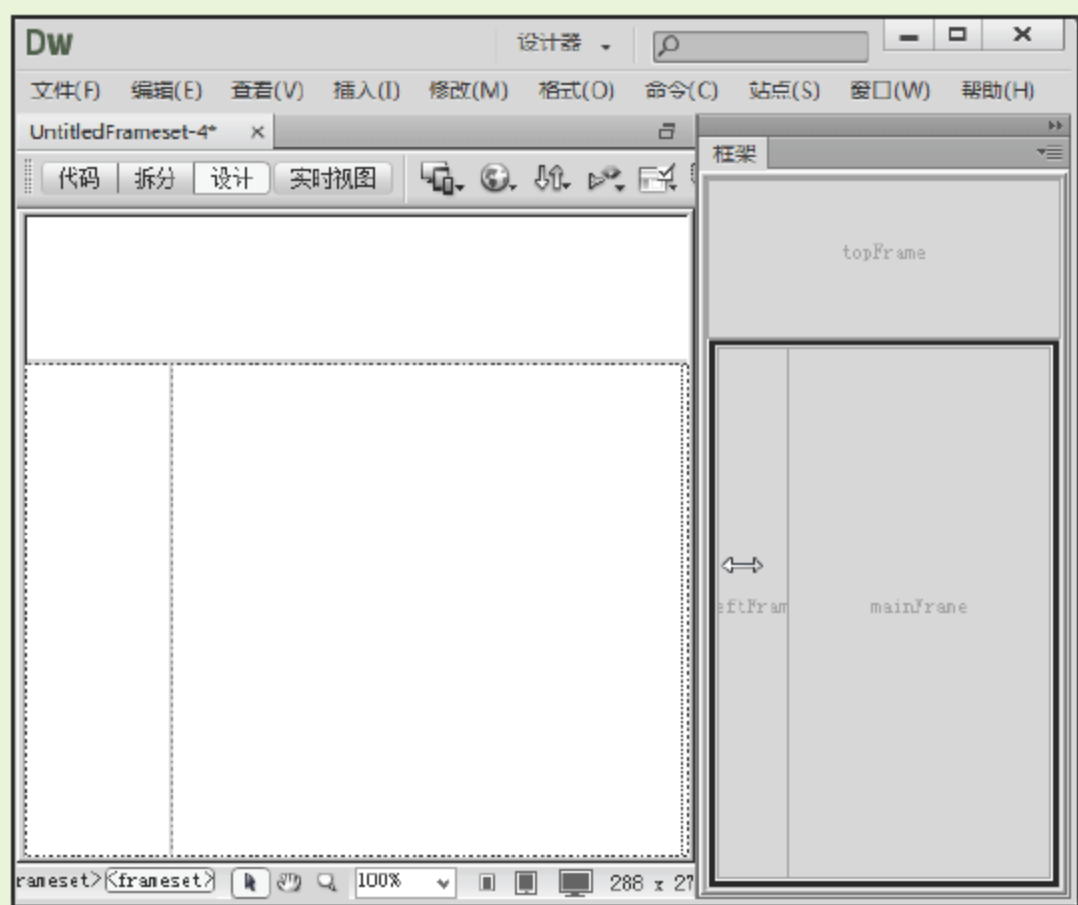 Dw
设计器
文件(F) 编辑(E) 查看(V) 插入(I) 修改(M) 格式(O) 命令(C) 站点(S) 窗口(W) 帮助(H)
UntitledFrameset-4* ×
框架
代码 拆分 设计 实时视图
topFrame
eftFram
mainFrame
rameset> <frameset> 100% 288 x 27